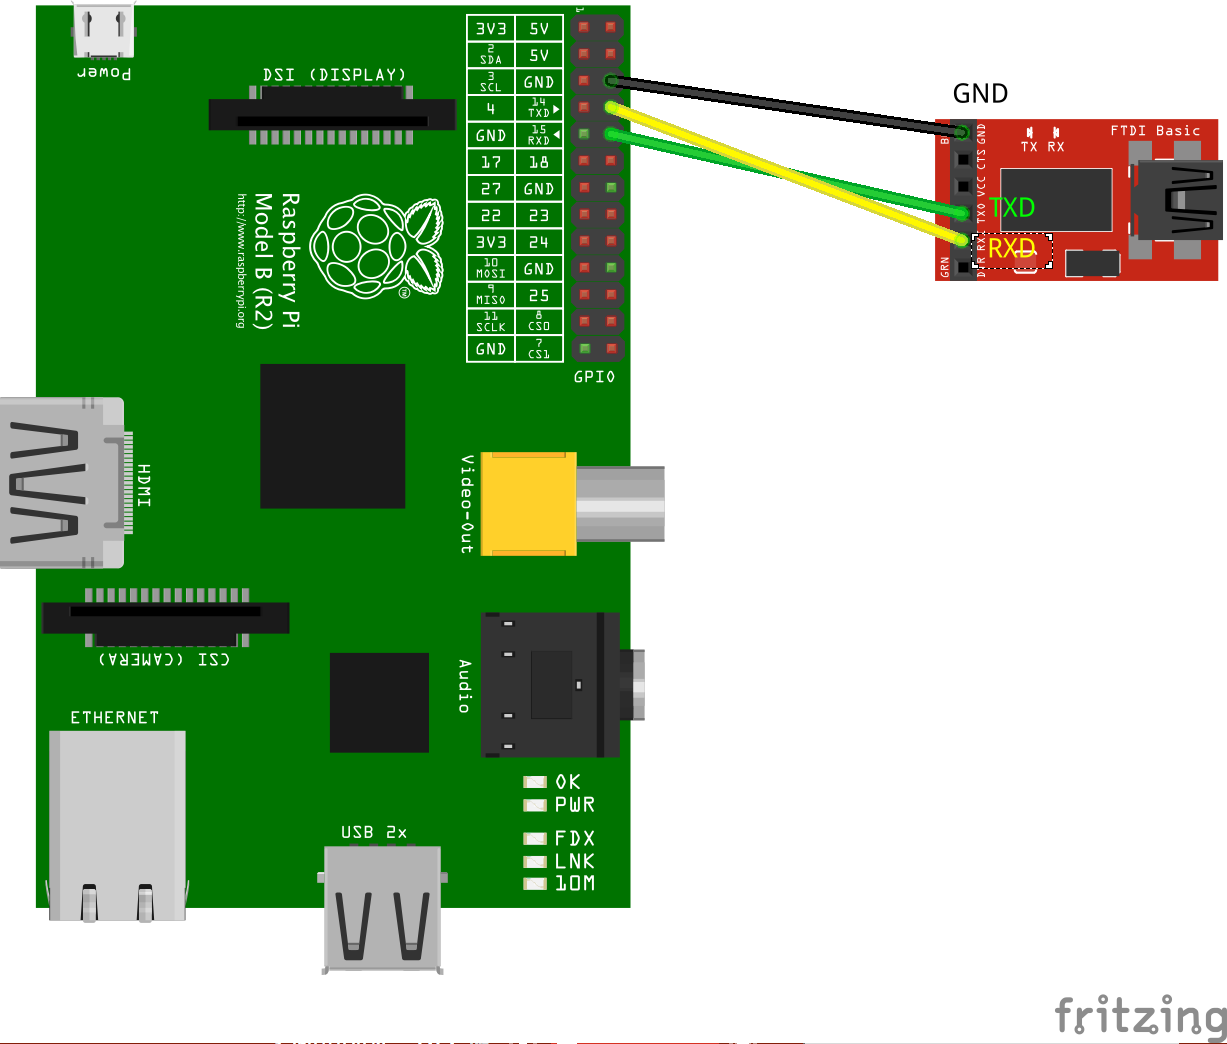 Power
DSI (DISPLAY)
1
3V3 5V
2 SDA 5V
3 SCL GND
4 14 TXD
GND 15 RXD
17 18
27 GND
22 23
3V3 24
10 MOSI GND
9 MISO 25
11 SCLK 8 CS0
GND 7 CS1
GPIO
Raspberry Pi
Model B (R2)
http://www.raspberrypi.org
TM
HDMI
Video-Out
CSI (CAMERA)
Audio
ETHERNET
USB 2x
OK
PWR
FDX
LNK
10M
GND
FTDI Basic
TX RX
GND
CTS
VCC
TXO
GRN
TXD
RXD
fritzing